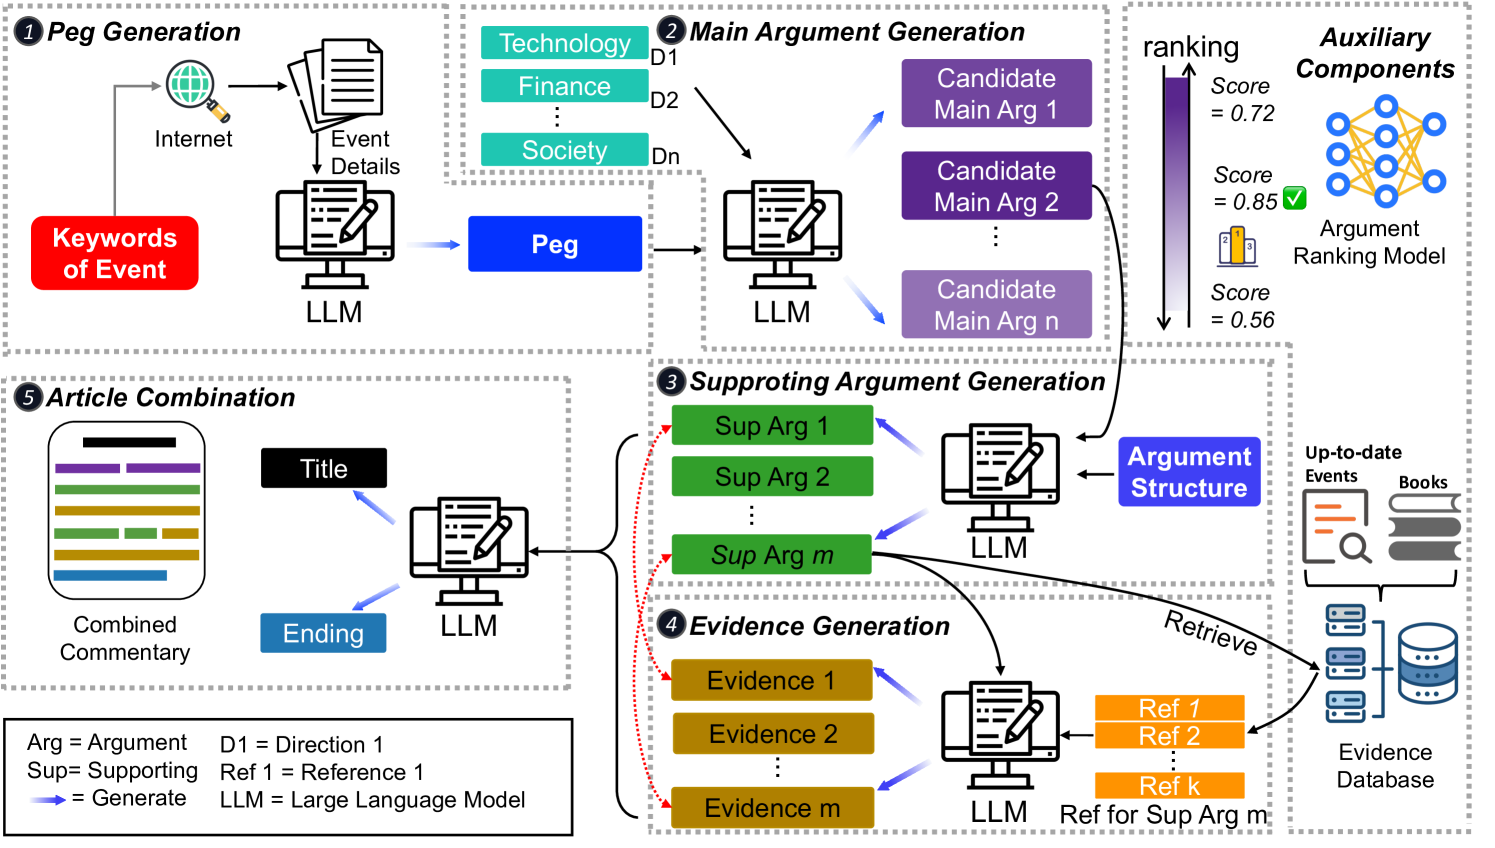 1 Peg Generation
Internet
Event
Details
Keywords
of Event
LLM
Peg
2 Main Argument Generation
Technology
D1
Finance
D2
Society
Dn
LLM
Candidate
Main Arg 1
Candidate
Main Arg 2
Candidate
Main Arg n
ranking
Score
= 0.72
Score
= 0.85
2 1 3
Score
= 0.56
Auxiliary
Components
Argument
Ranking Model
3 Supproting Argument Generation
Sup Arg 1
Sup Arg 2
Sup Arg m
LLM
Argument
Structure
Up-to-date
Events
Books
Retrieve
Evidence
Database
4 Evidence Generation
Evidence 1
Evidence 2
Evidence m
LLM
Ref 1
Ref 2
Ref k
Ref for Sup Arg m
5 Article Combination
Title
Ending
LLM
Combined
Commentary
Arg = Argument
Sup= Supporting
= Generate
D1 = Direction 1
Ref 1 = Reference 1
LLM = Large Language Model